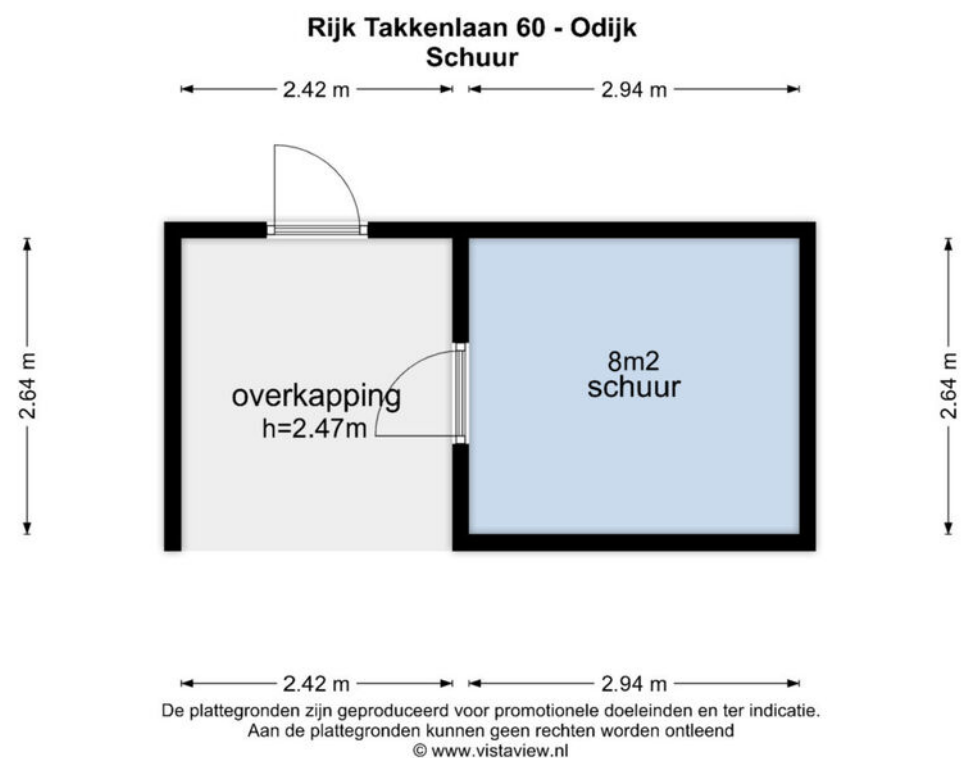 Rijk Takkenlaan 60 - Odijk
Schuur
2.42 m
2.94 m
2.64 m
2.64 m
8m2
schuur
overkapping
h=2.47m
2.42 m
2.94 m
De plattegronden zijn geproduceerd voor promotionele doeleinden en ter indicatie.
Aan de plattegronden kunnen geen rechten worden ontleend
© www.vistaview.nl